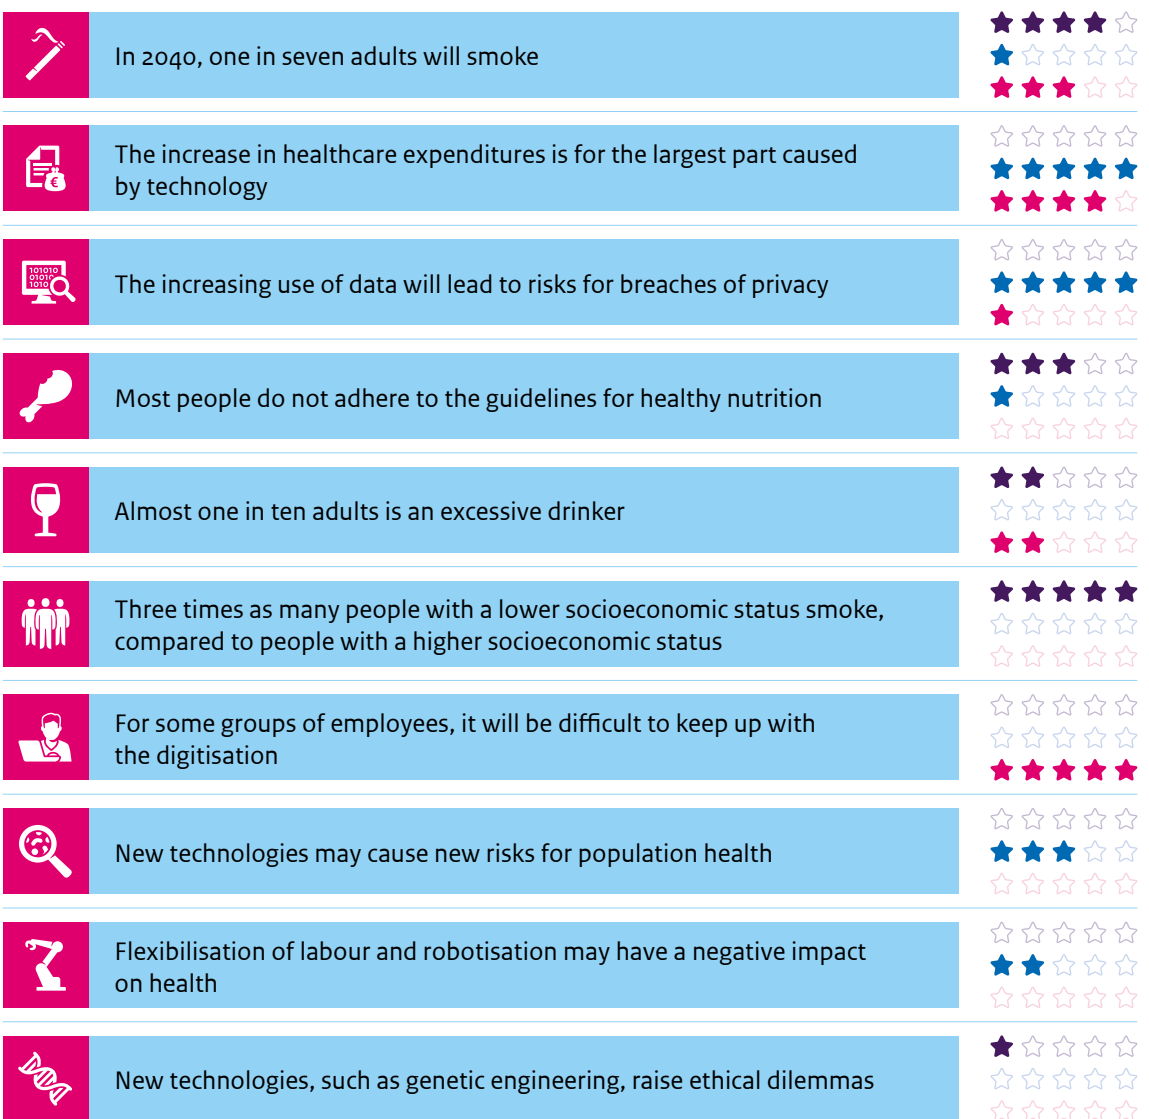 In 2040, one in seven adults will smoke
The increase in healthcare expenditures is for the largest part caused
by technology
€
101010
01010
1010
The increasing use of data will lead to risks for breaches of privacy
Most people do not adhere to the guidelines for healthy nutrition
Almost one in ten adults is an excessive drinker
Three times as many people with a lower socioeconomic status smoke,
compared to people with a higher socioeconomic status
For some groups of employees, it will be difficult to keep up with
the digitisation
New technologies may cause new risks for population health
Flexibilisation of labour and robotisation may have a negative impact
on health
New technologies, such as genetic engineering, raise ethical dilemmas